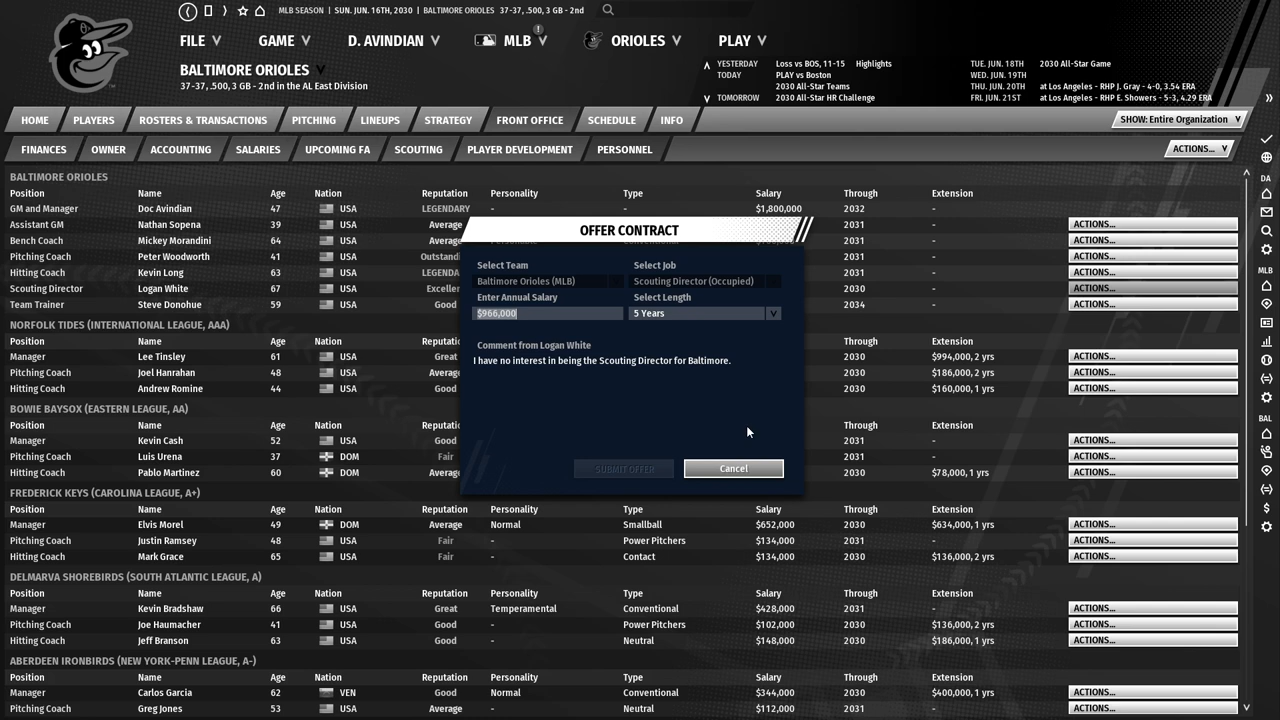 MLB SEASON | SUN. JUN. 16TH, 2030 | BALTIMORE ORIOLES 37-37, .500, 3 GB - 2nd
FILE GAME D. AVINDIAN MLB ORIOLES PLAY
BALTIMORE ORIOLES
37-37, .500, 3 GB - 2nd in the AL East Division
YESTERDAY Loss vs BOS, 11-15 Highlights TUE. JUN. 18TH 2030 All-Star Game
TODAY PLAY vs Boston WED. JUN. 19TH
2030 All-Star Teams THU. JUN. 20TH at Los Angeles - RHP J. Gray - 4-0, 3.54 ERA
TOMORROW 2030 All-Star HR Challenge FRI. JUN. 21ST at Los Angeles - RHP E. Showers - 5-3, 4.29 ERA
HOME PLAYERS ROSTERS & TRANSACTIONS PITCHING LINEUPS STRATEGY FRONT OFFICE SCHEDULE INFO SHOW: Entire Organization
FINANCES OWNER ACCOUNTING SALARIES UPCOMING FA SCOUTING PLAYER DEVELOPMENT PERSONNEL ACTIONS...
BALTIMORE ORIOLES
Position Name Age Nation Reputation Personality Type Salary Through Extension
GM and Manager Doc Avindian 47 USA LEGENDARY - - $1,800,000 2032 -
Assistant GM Nathan Sopena 39 USA Average 2031 - ACTIONS...
Bench Coach Mickey Morandini 64 USA Average 2031 - ACTIONS...
Pitching Coach Peter Woodworth 41 USA Outstandi 2031 - ACTIONS...
Hitting Coach Kevin Long 63 USA LEGENDA 2031 - ACTIONS...
Scouting Director Logan White 67 USA Exceller 2030 - ACTIONS...
Team Trainer Steve Donohue 59 USA Good 2034 - ACTIONS...
OFFER CONTRACT
Select Team Select Job
Baltimore Orioles (MLB) Scouting Director (Occupied)
Enter Annual Salary Select Length
$966,000 5 Years
Comment from Logan White
I have no interest in being the Scouting Director for Baltimore.
SUBMIT OFFER Cancel
NORFOLK TIDES (INTERNATIONAL LEAGUE, AAA)
Position Name Age Nation Reputation Through Extension
Manager Lee Tinsley 61 USA Great 2030 $994,000, 2 yrs ACTIONS...
Pitching Coach Joel Hanrahan 48 USA Average 2030 $186,000, 2 yrs ACTIONS...
Hitting Coach Andrew Romine 44 USA Good 2030 $160,000, 1 yrs ACTIONS...
BOWIE BAYSOX (EASTERN LEAGUE, AA)
Position Name Age Nation Reputation Through Extension
Manager Kevin Cash 52 USA Good 2031 - ACTIONS...
Pitching Coach Luis Urena 37 DOM Fair 2031 - ACTIONS...
Hitting Coach Pablo Martinez 60 DOM Average 2030 $78,000, 1 yrs ACTIONS...
FREDERICK KEYS (CAROLINA LEAGUE, A+)
Position Name Age Nation Reputation Personality Type Salary Through Extension
Manager Elvis Morel 49 DOM Average Normal Smallball $652,000 2030 $634,000, 1 yrs ACTIONS...
Pitching Coach Justin Ramsey 48 USA Fair - Power Pitchers $134,000 2031 - ACTIONS...
Hitting Coach Mark Grace 65 USA Fair - Contact $134,000 2030 $136,000, 2 yrs ACTIONS...
DELMARVA SHOREBIRDS (SOUTH ATLANTIC LEAGUE, A)
Position Name Age Nation Reputation Personality Type Salary Through Extension
Manager Kevin Bradshaw 66 USA Great Temperamental Conventional $428,000 2031 - ACTIONS...
Pitching Coach Joe Haumacher 41 USA Good - Power Pitchers $102,000 2030 $136,000, 2 yrs ACTIONS...
Hitting Coach Jeff Branson 63 USA Good - Neutral $148,000 2030 $186,000, 1 yrs ACTIONS...
ABERDEEN IRONBIRDS (NEW YORK-PENN LEAGUE, A-)
Position Name Age Nation Reputation Personality Type Salary Through Extension
Manager Carlos Garcia 62 VEN Good Normal Conventional $344,000 2030 $400,000, 1 yrs ACTIONS...
Pitching Coach Greg Jones 53 USA Average - Neutral $112,000 2031 - ACTIONS...
DA
MLB
BAL